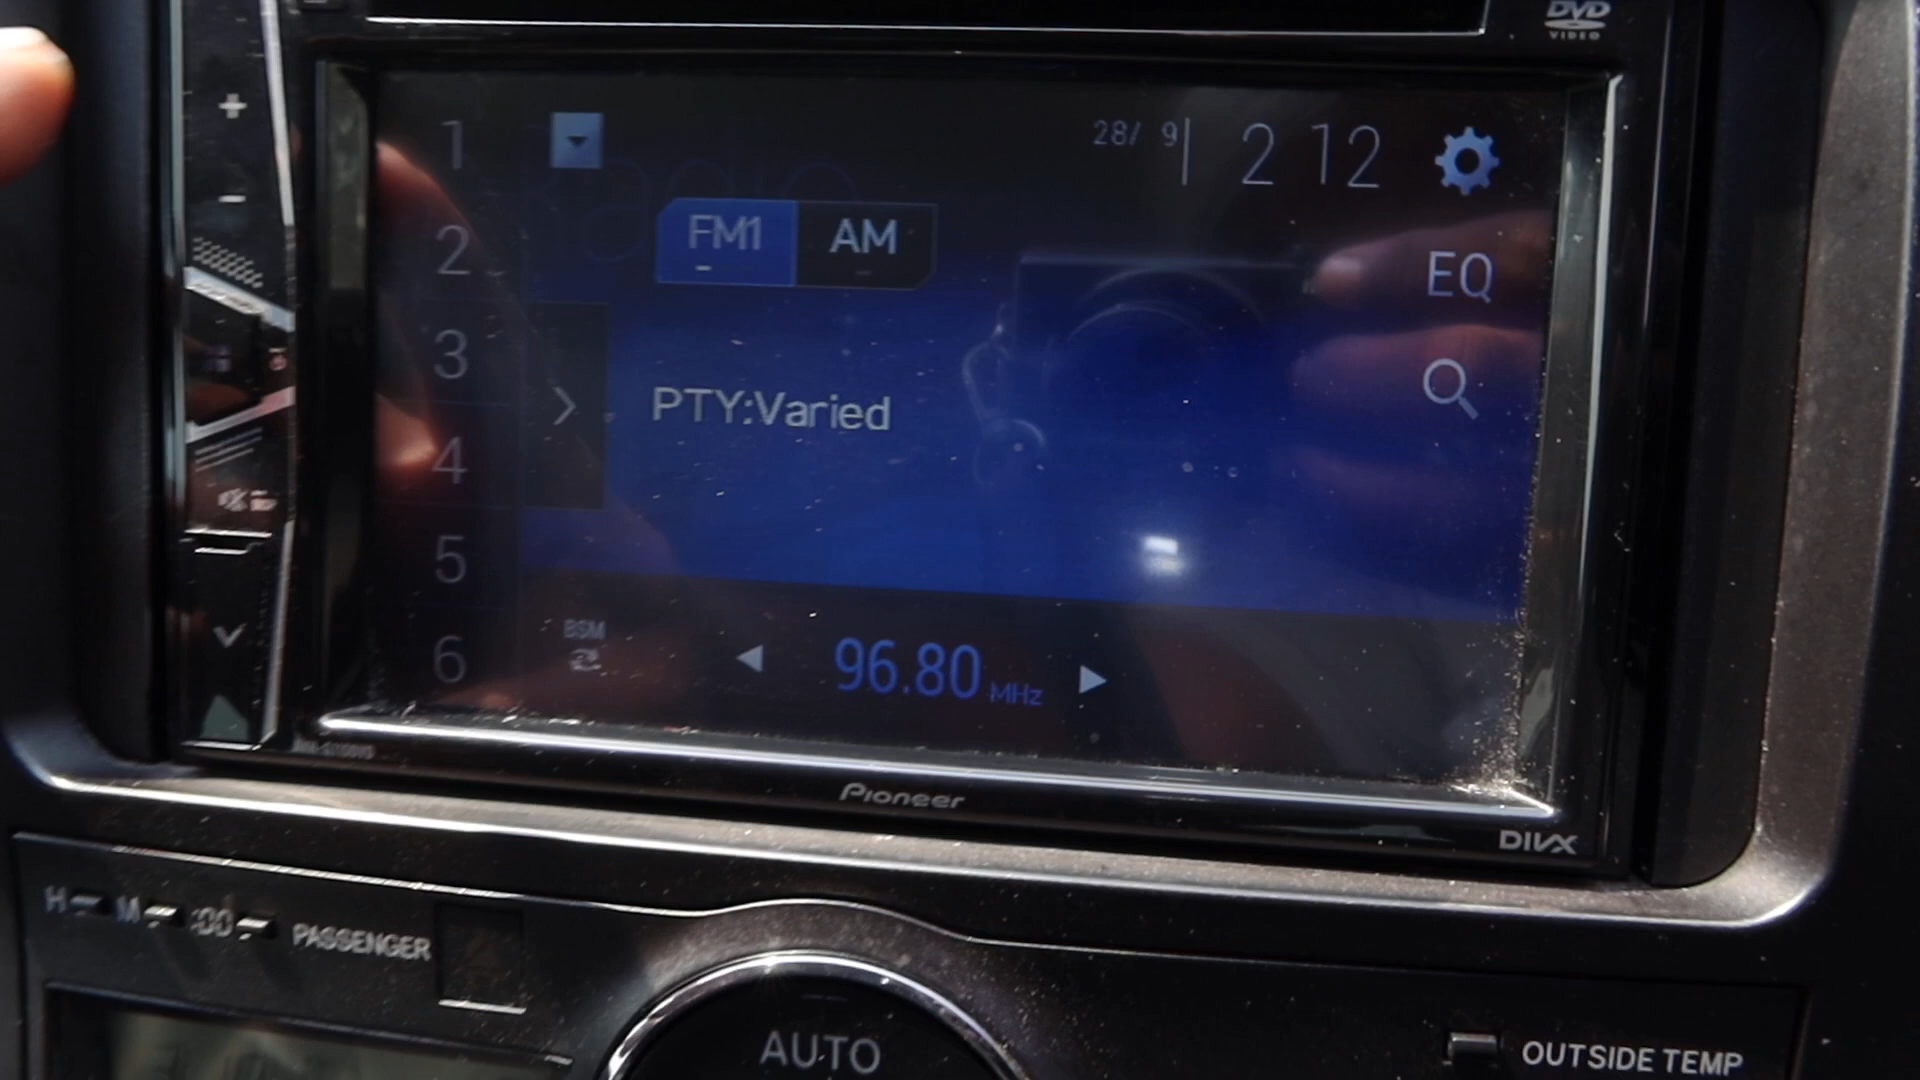 DVD
VIDEO
1
28/ 9
2 12
FM1
AM
2
EQ
3
PTY:Varied
4
5
BSM
6
96.80 MHz
Pioneer
DIVX
H
M
:00
PASSENGER
AUTO
OUTSIDE TEMP